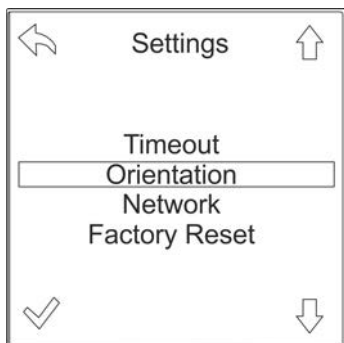 Settings
Timeout
Orientation
Network
Factory Reset